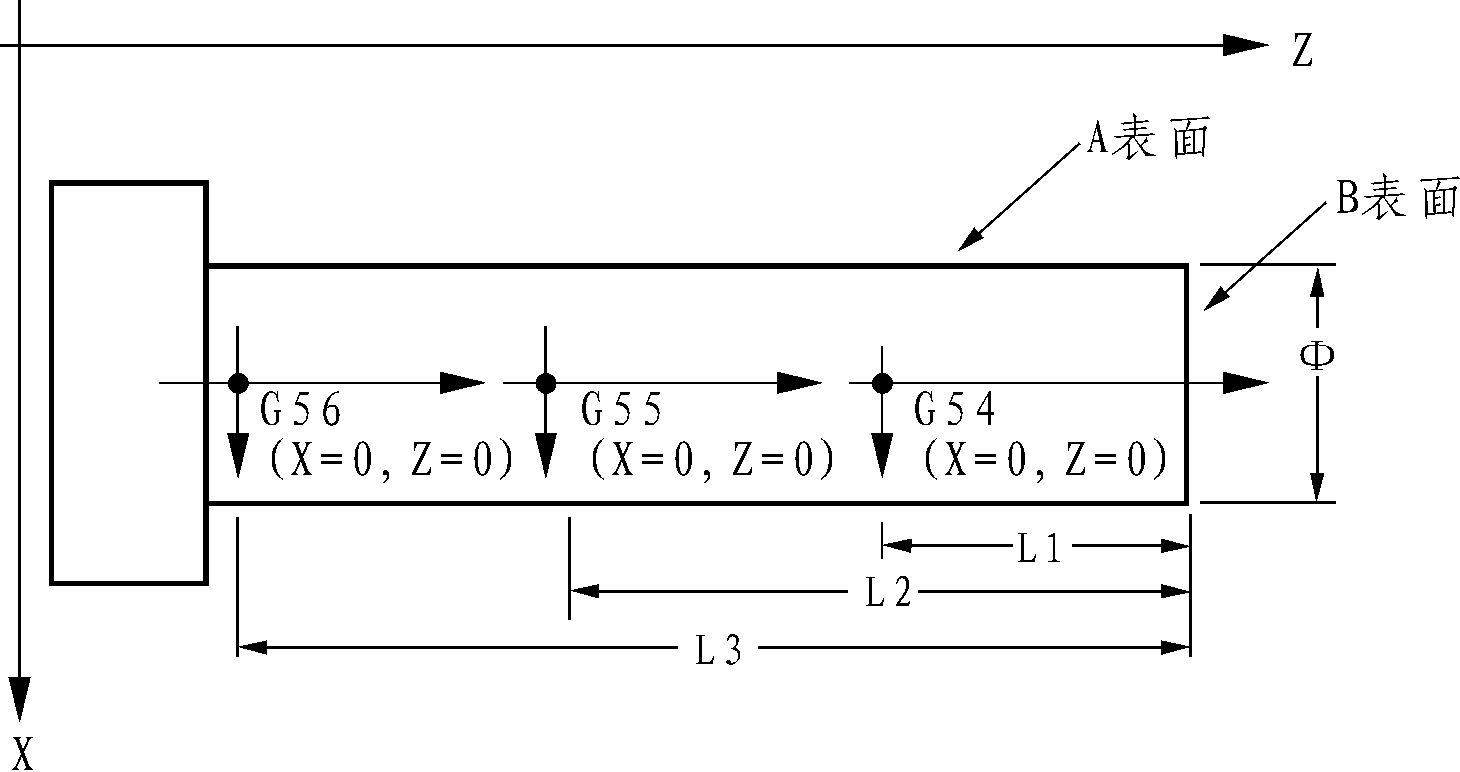 Z
A表面
B表面
Φ
G56
(X=0, Z=0)
G55
(X=0, Z=0)
G54
(X=0, Z=0)
L1
L2
L3
X